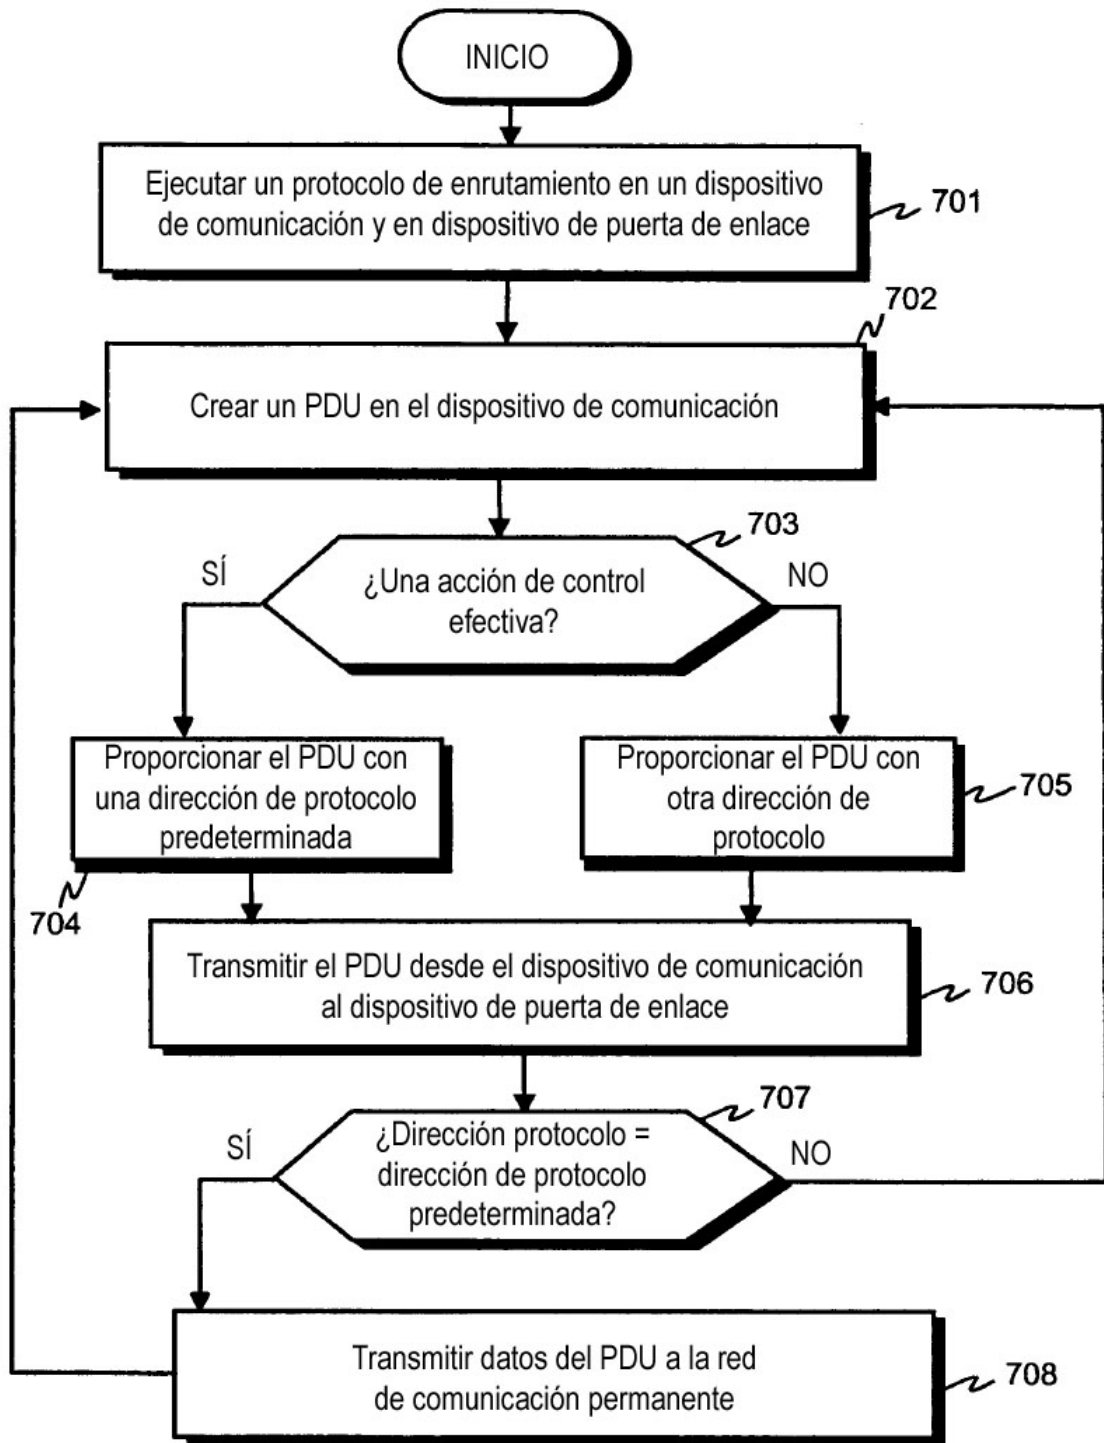 INICIO
Ejecutar un protocolo de enrutamiento en un dispositivo
de comunicación y en dispositivo de puerta de enlace
701
702
Crear un PDU en el dispositivo de comunicación
703
SÍ
¿Una acción de control
efectiva?
NO
Proporcionar el PDU con
una dirección de protocolo
predeterminada
704
Proporcionar el PDU con
otra dirección de
protocolo
705
Transmitir el PDU desde el dispositivo de comunicación
al dispositivo de puerta de enlace
706
707
SÍ
¿Dirección protocolo =
dirección de protocolo
predeterminada?
NO
Transmitir datos del PDU a la red
de comunicación permanente
708